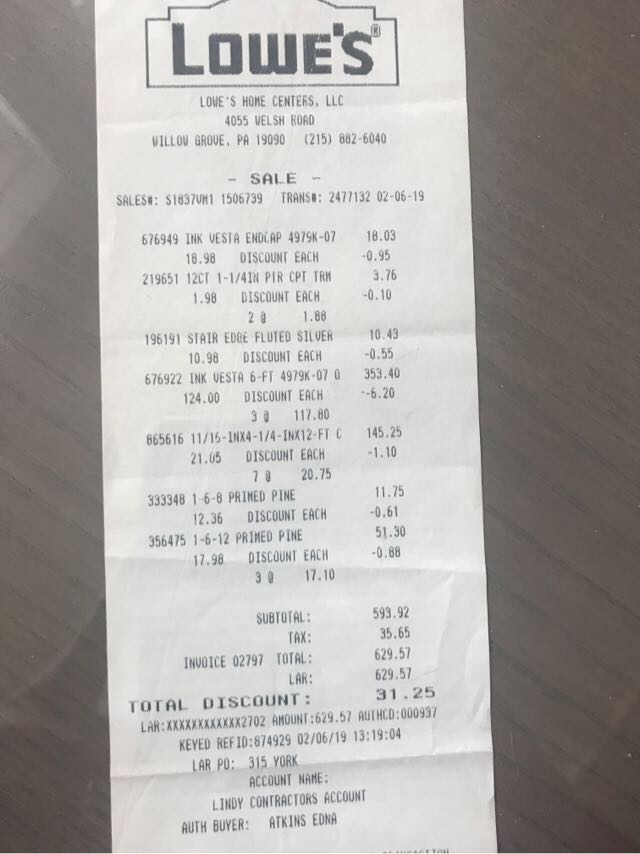 LOWE'S®
LOWE'S HOME CENTERS, LLC
4055 WELSH ROAD
WILLOW GROVE, PA 19090 (215) 882-6040
- SALE -
SALES#: S1837VM1 1506739 TRANS#: 2477132 02-06-19
676949 INK VESTA ENDCAP 4979K-07 18.03
18.98 DISCOUNT EACH -0.95
219651 12CT 1-1/4IN PTR CPT TRM 3.76
1.98 DISCOUNT EACH -0.10
2 @ 1.88
196191 STAIR EDGE FLUTED SILVER 10.43
10.98 DISCOUNT EACH -0.55
676922 INK VESTA 6-FT 4979K-07 O 353.40
124.00 DISCOUNT EACH -6.20
3 @ 117.80
865616 11/16-INX4-1/4-INX12-FT C 145.25
21.05 DISCOUNT EACH -1.10
7 @ 20.75
333348 1-6-8 PRIMED PINE 11.75
12.36 DISCOUNT EACH -0.61
356475 1-6-12 PRIMED PINE 51.30
17.98 DISCOUNT EACH -0.88
3 @ 17.10
SUBTOTAL: 593.92
TAX: 35.65
INVOICE 02797 TOTAL: 629.57
LAR: 629.57
TOTAL DISCOUNT: 31.25
LAR:XXXXXXXXXXXX2702 AMOUNT:629.57 AUTHCD:000937
KEYED REFID:874929 02/06/19 13:19:04
LAR PO: 315 YORK
ACCOUNT NAME:
LINDY CONTRACTORS ACCOUNT
AUTH BUYER: ATKINS EDNA